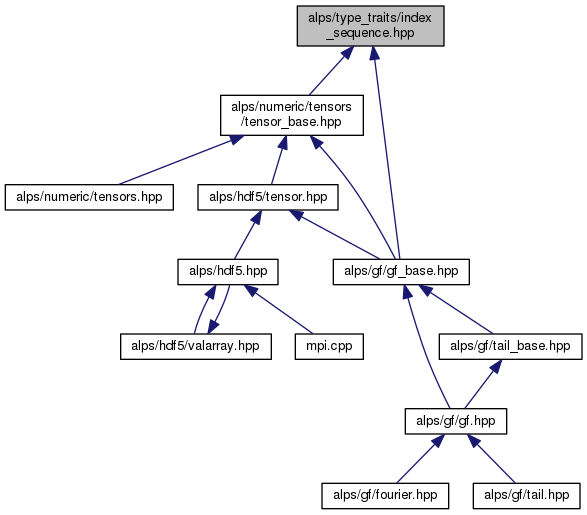 alps/type_traits/index
_sequence.hpp
alps/numeric/tensors
/tensor_base.hpp
alps/numeric/tensors.hpp
alps/hdf5/tensor.hpp
alps/hdf5.hpp
alps/gf/gf_base.hpp
alps/hdf5/valarray.hpp
mpi.cpp
alps/gf/tail_base.hpp
alps/gf/gf.hpp
alps/gf/fourier.hpp
alps/gf/tail.hpp